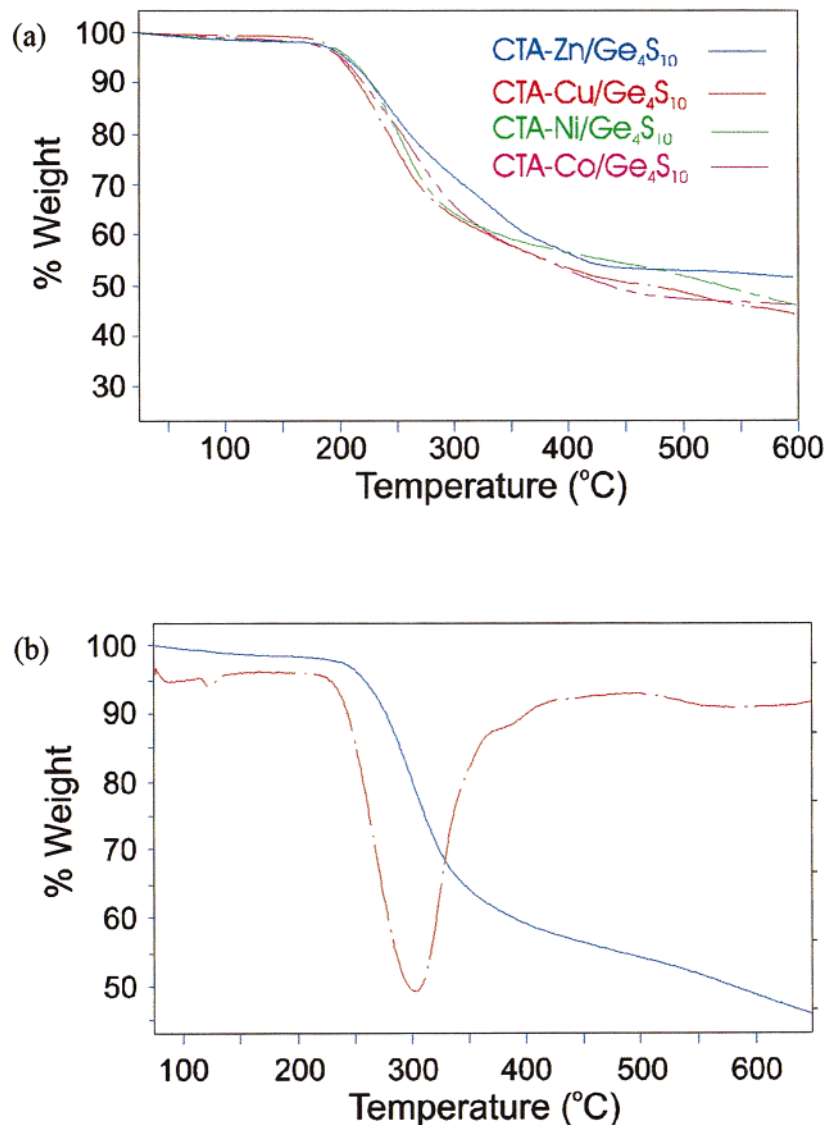 (a)
100
90
80
70
60
50
40
30
% Weight
CTA-Zn/Ge₄S₁₀
CTA-Cu/Ge₄S₁₀
CTA-Ni/Ge₄S₁₀
CTA-Co/Ge₄S₁₀
100 200 300 400 500 600
Temperature (°C)
(b)
100
90
80
70
60
50
% Weight
100 200 300 400 500 600
Temperature (°C)